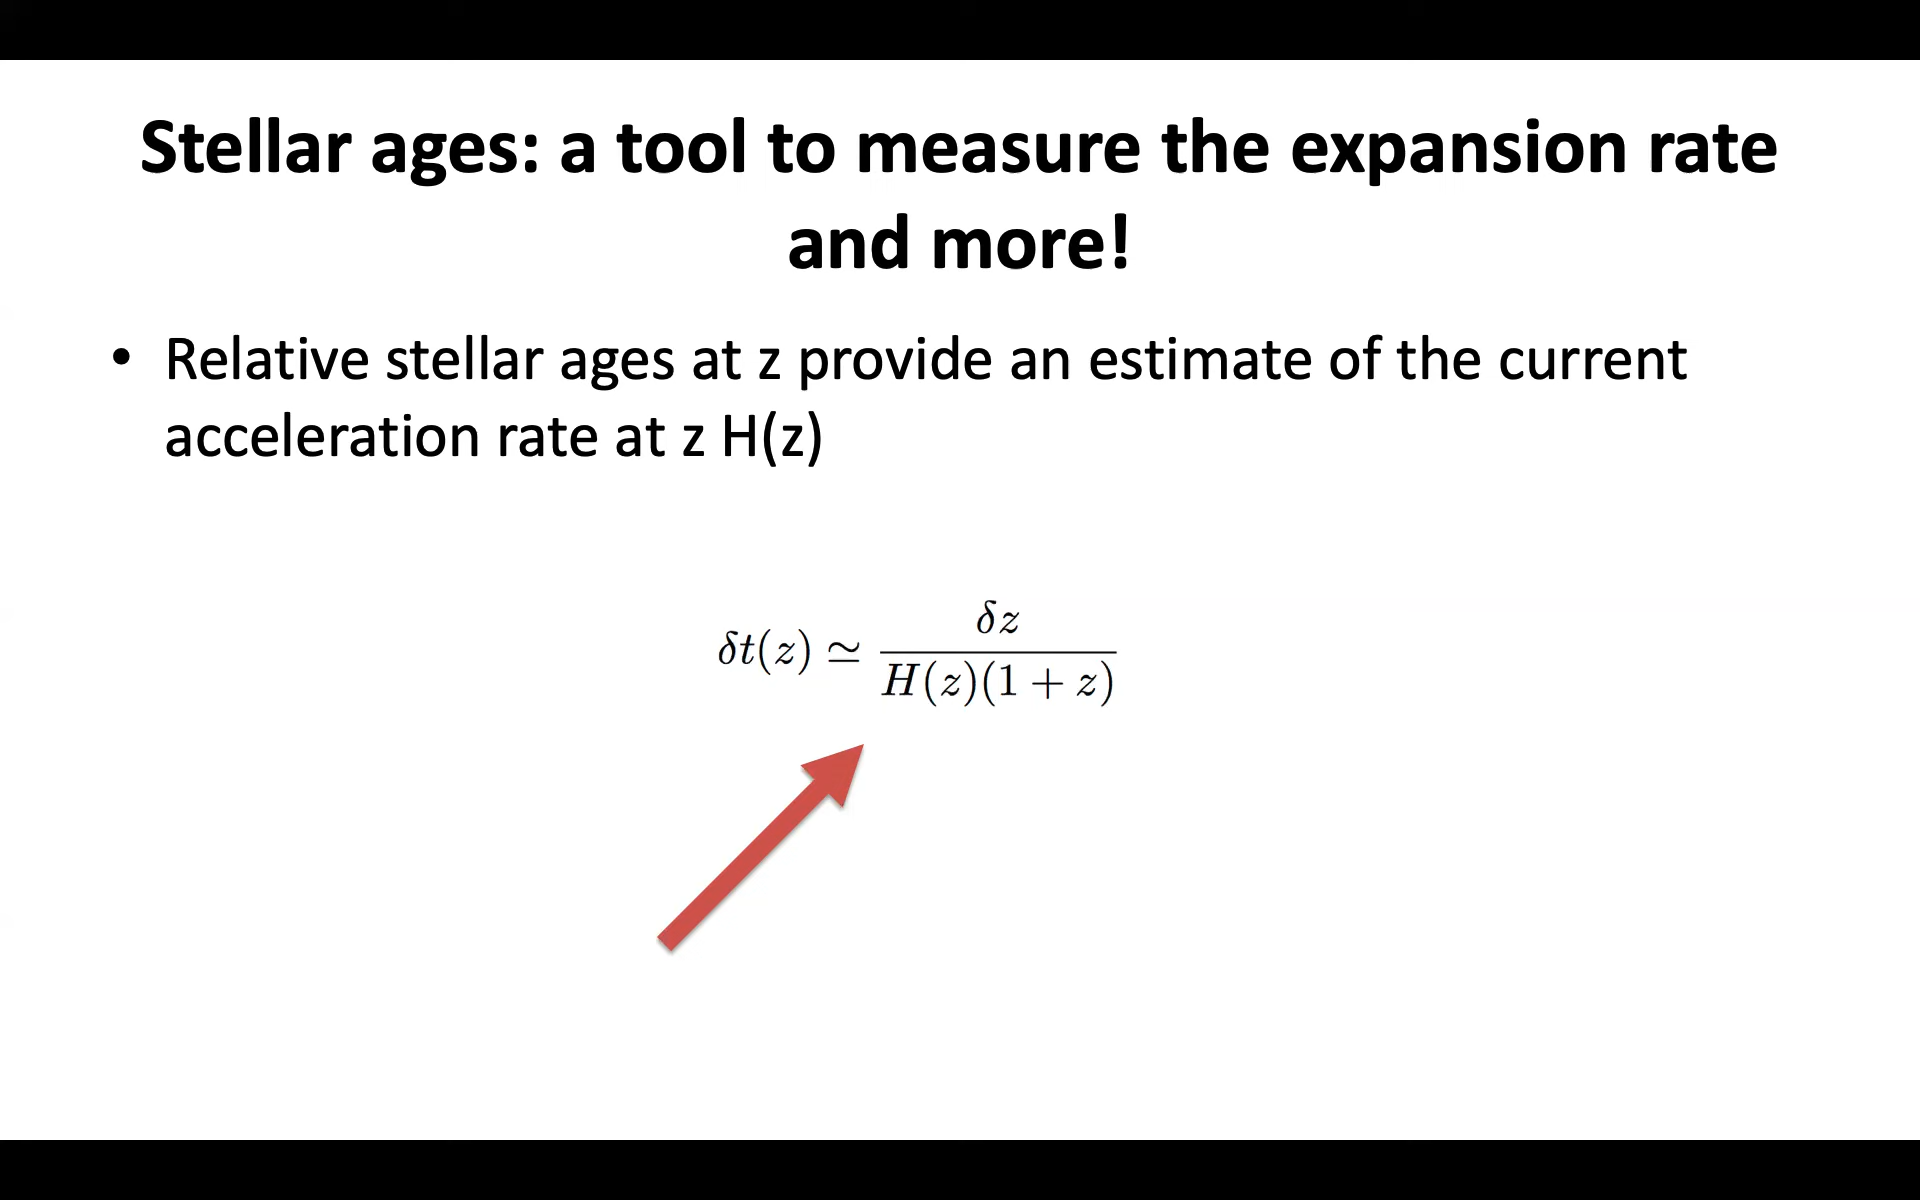 Stellar ages: a tool to measure the expansion rate
and more!
• Relative stellar ages at z provide an estimate of the current
acceleration rate at z H(z)
δt(z) ≃ δz / H(z)(1 + z)